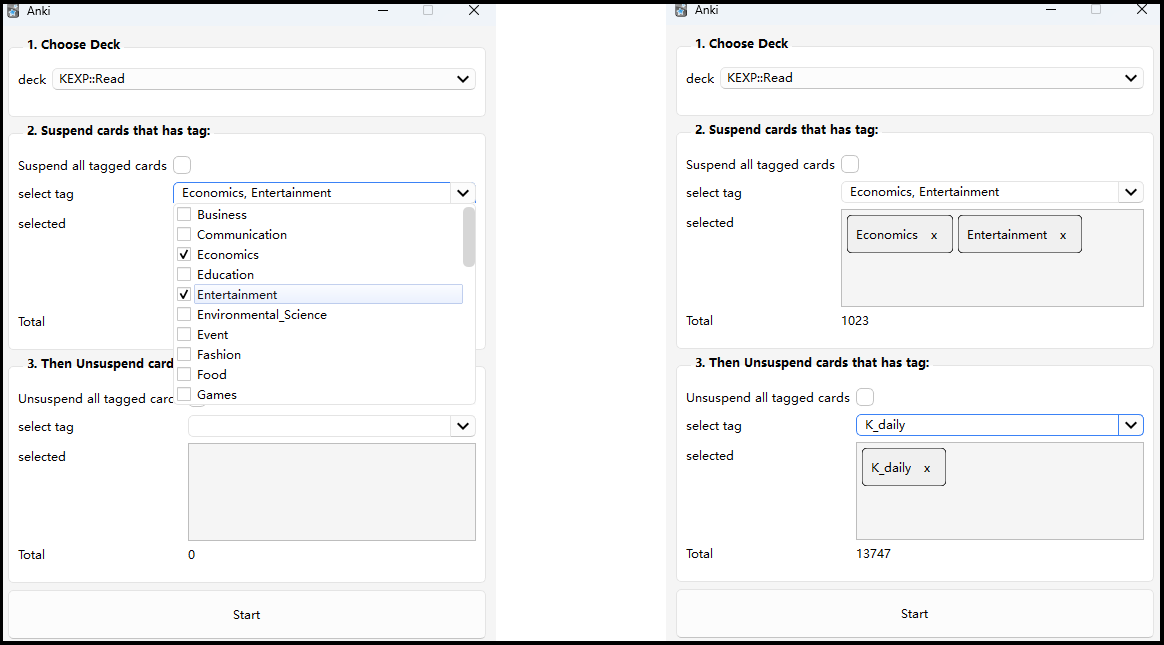 Anki
1. Choose Deck
deck KEXP::Read
2. Suspend cards that has tag:
Suspend all tagged cards
select tag Economics, Entertainment
selected
Business
Communication
Economics
Education
Entertainment
Environmental_Science
Event
Fashion
Food
Games
Total
3. Then Unsuspend card
Unsuspend all tagged card
select tag
selected
Total 0
Start
Anki
1. Choose Deck
deck KEXP::Read
2. Suspend cards that has tag:
Suspend all tagged cards
select tag Economics, Entertainment
selected Economics x Entertainment x
Total 1023
3. Then Unsuspend cards that has tag:
Unsuspend all tagged cards
select tag K_daily
selected K_daily x
Total 13747
Start